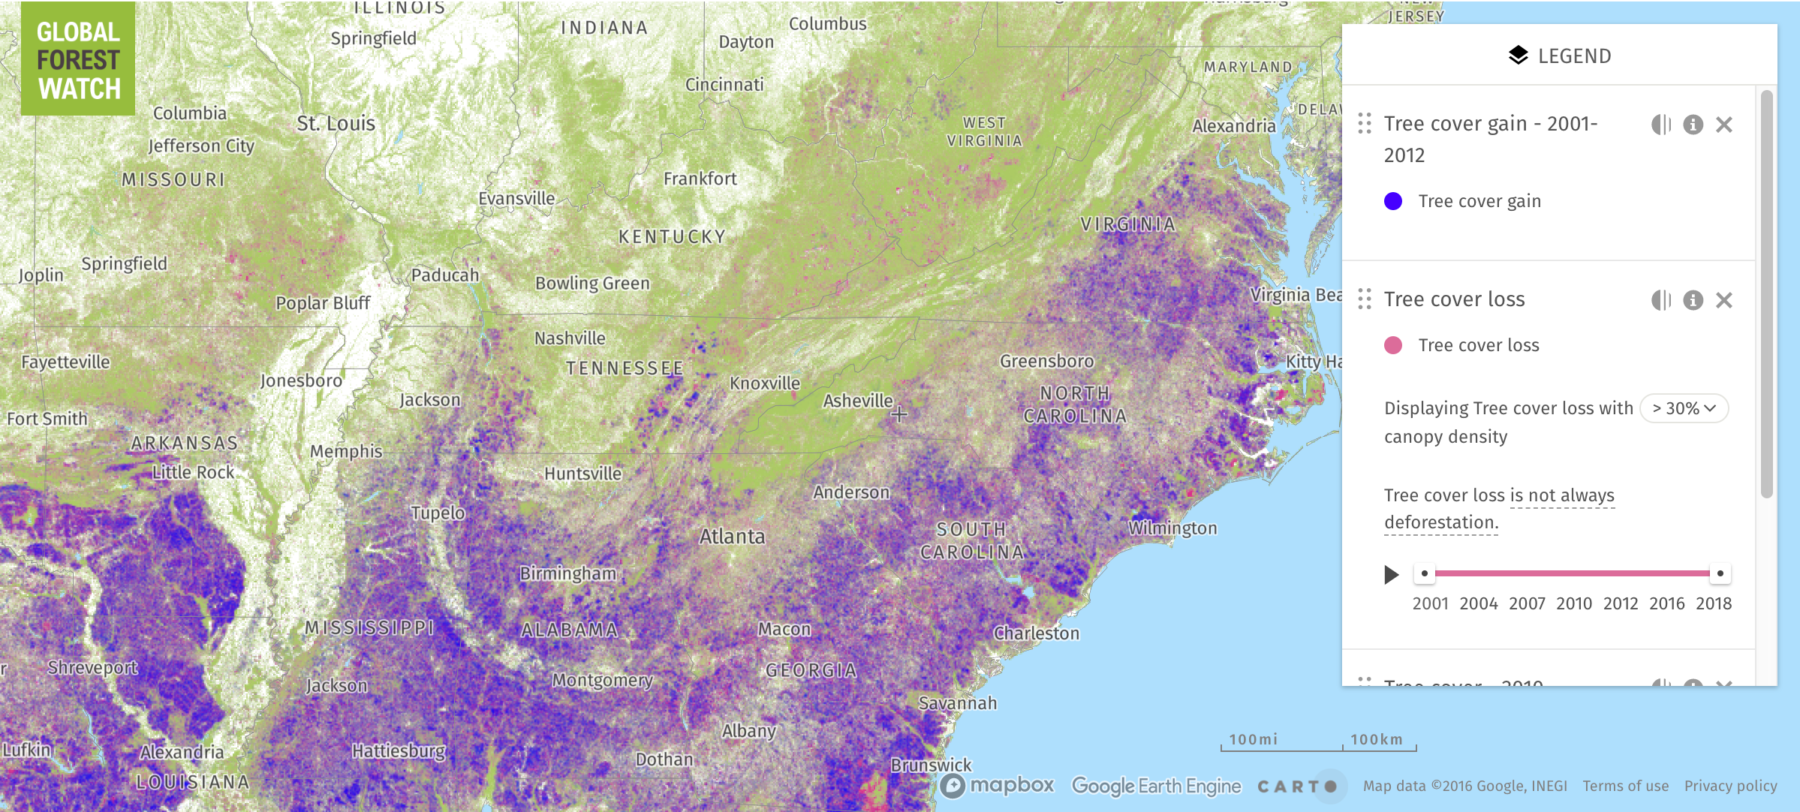 GLOBAL
FOREST
WATCH
ILLINOIS
Springfield
INDIANA
Columbus
Dayton
Cincinnati
JERSEY
MARYLAND
Columbia
St. Louis
Jefferson City
MISSOURI
WEST
VIRGINIA
Alexandria
Frankfort
Evansville
KENTUCKY
VIRGINIA
Joplin
Springfield
Paducah
Bowling Green
Poplar Bluff
Virginia Bea
Nashville
Fayetteville
TENNESSEE
Greensboro
Kitty Ha
Jonesboro
Knoxville
Jackson
Asheville
NORTH
CAROLINA
Fort Smith
ARKANSAS
Memphis
Little Rock
Huntsville
Anderson
Tupelo
Atlanta
SOUTH
CAROLINA
Wilmington
Birmingham
MISSISSIPPI
ALABAMA
Macon
Charleston
Shreveport
GEORGIA
Jackson
Montgomery
Savannah
Albany
Lufkin
Alexandria
Hattiesburg
Dothan
Brunswick
LOUISIANA
LEGEND
Tree cover gain - 2001-
2012
Tree cover gain
Tree cover loss
Tree cover loss
Displaying Tree cover loss with > 30%
canopy density
Tree cover loss is not always
deforestation.
2001 2004 2007 2010 2012 2016 2018
Tree cover - 2010
100mi 100km
mapbox Google Earth Engine CARTO Map data ©2016 Google, INEGI Terms of use Privacy policy